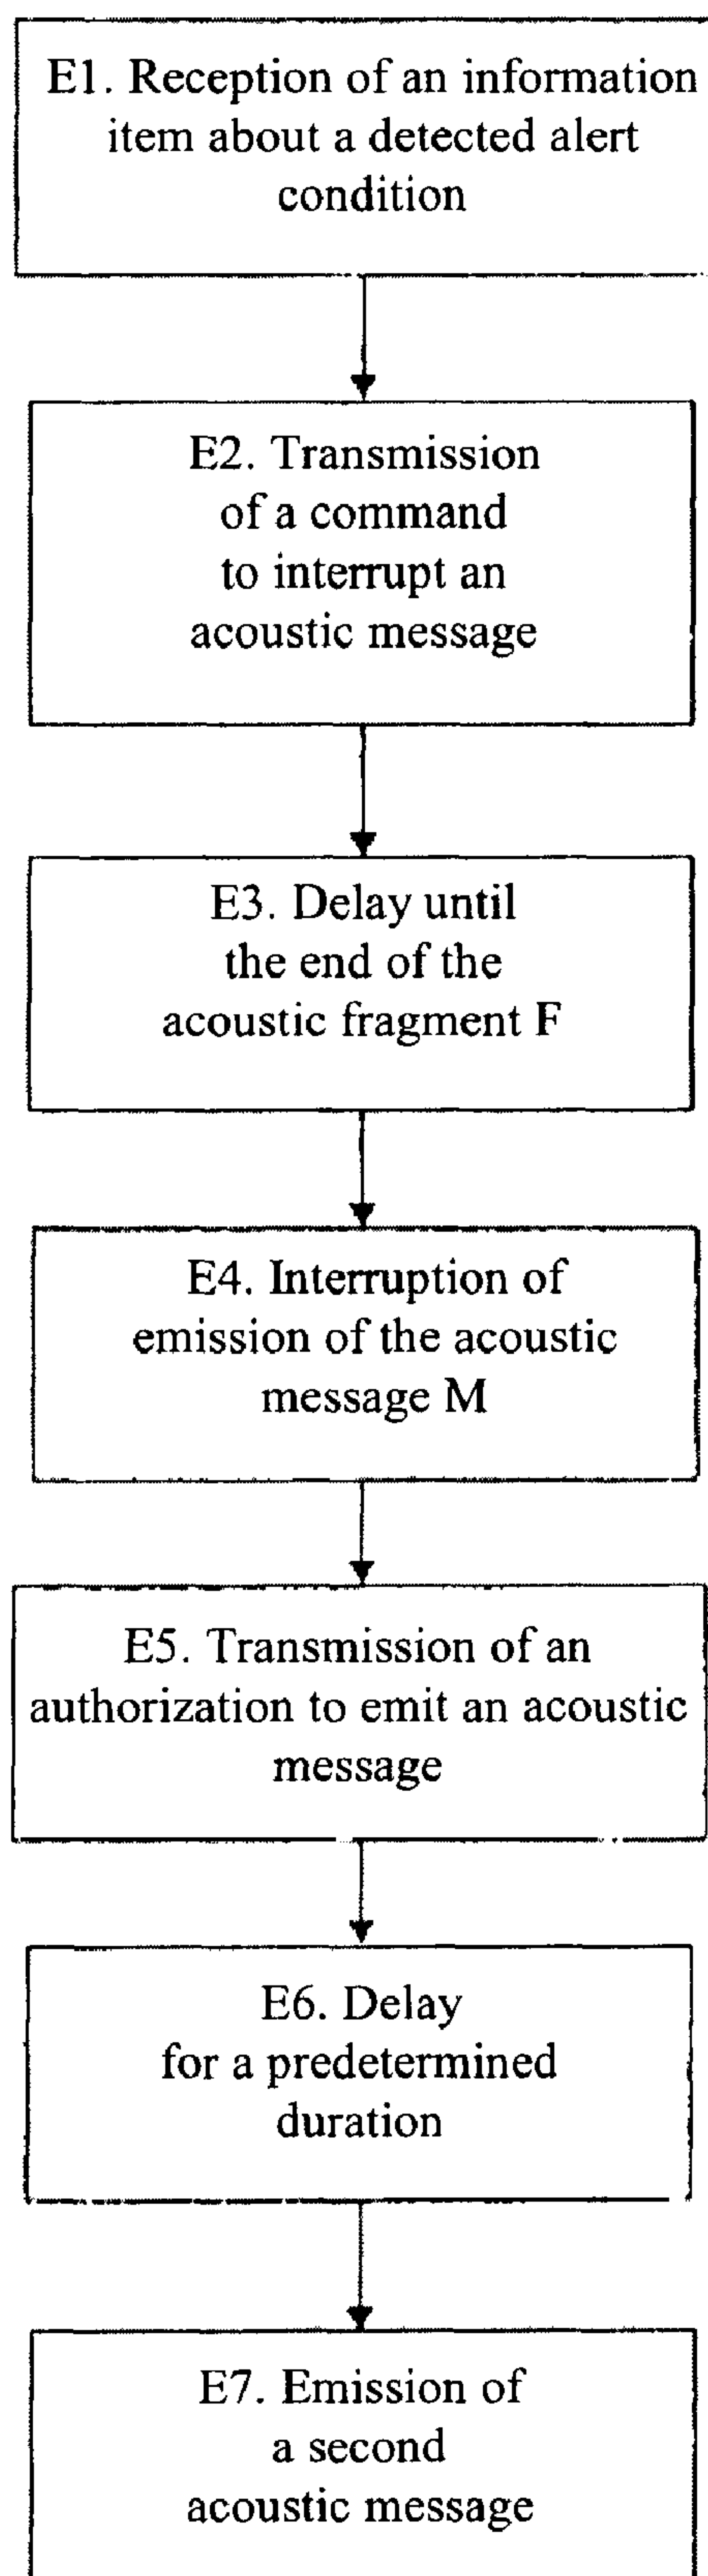 E1. Reception of an information
item about a detected alert
condition
E2. Transmission
of a command
to interrupt an
acoustic message
E3. Delay until
the end of the
acoustic fragment F
E4. Interruption of
emission of the acoustic
message M
E5. Transmission of an
authorization to emit an acoustic
message
E6. Delay
for a predetermined
duration
E7. Emission of
a second
acoustic message